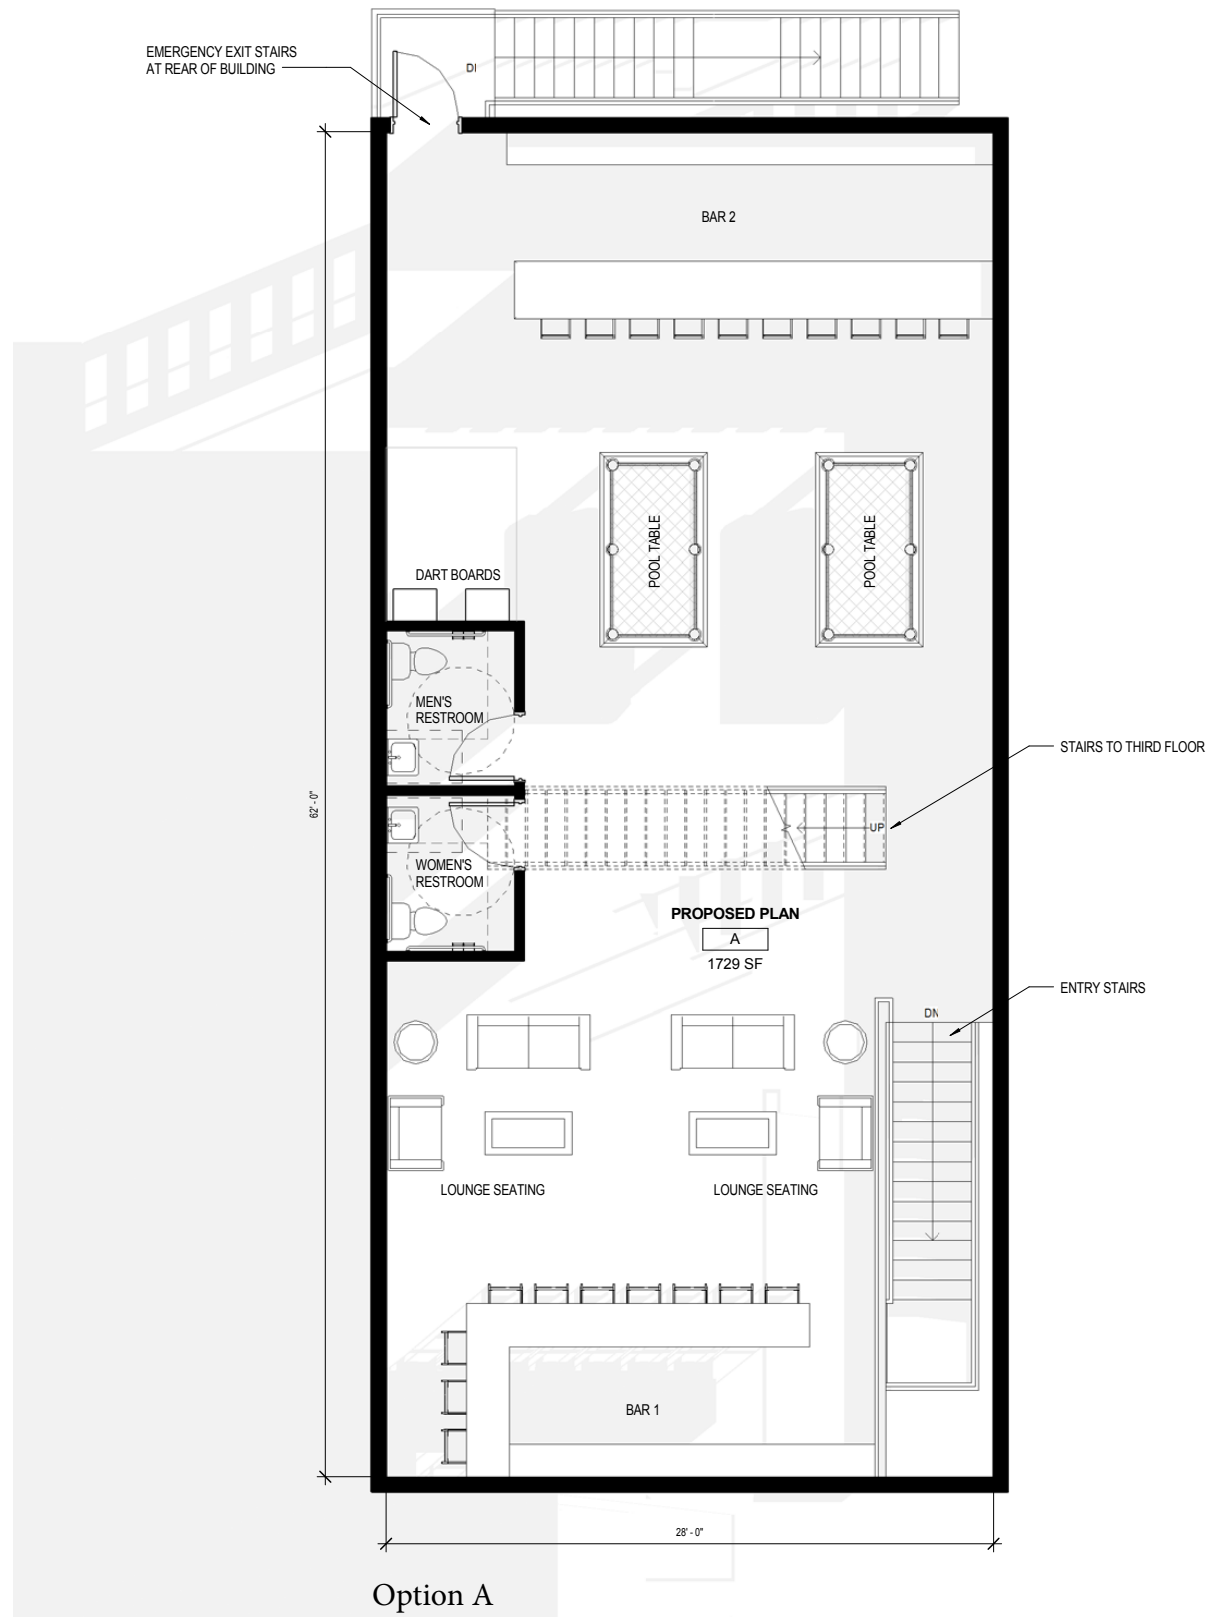 EMERGENCY EXIT STAIRS
AT REAR OF BUILDING
DI
BAR 2
POOL TABLE
POOL TABLE
DART BOARDS
MEN'S
RESTROOM
STAIRS TO THIRD FLOOR
62' - 0"
UP
WOMEN'S
RESTROOM
PROPOSED PLAN
A
1729 SF
ENTRY STAIRS
DN
LOUNGE SEATING
LOUNGE SEATING
BAR 1
28' - 0"
Option A